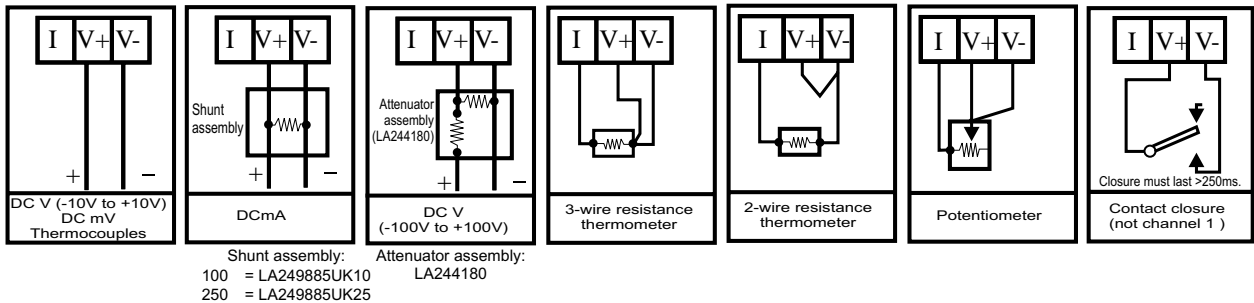 I V+ V-
+ −
DC V (-10V to +10V)
DC mV
Thermocouples
I V+ V-
Shunt
assembly
+ −
DCmA
Shunt assembly:
100 = LA249885UK10
250 = LA249885UK25
I V+ V-
Attenuator
assembly
(LA244180)
+ −
DC V
(-100V to +100V)
Attenuator assembly:
LA244180
I V+ V-
3-wire resistance
thermometer
I V+ V-
2-wire resistance
thermometer
I V+ V-
Potentiometer
I V+ V-
Closure must last >250ms.
Contact closure
(not channel 1 )